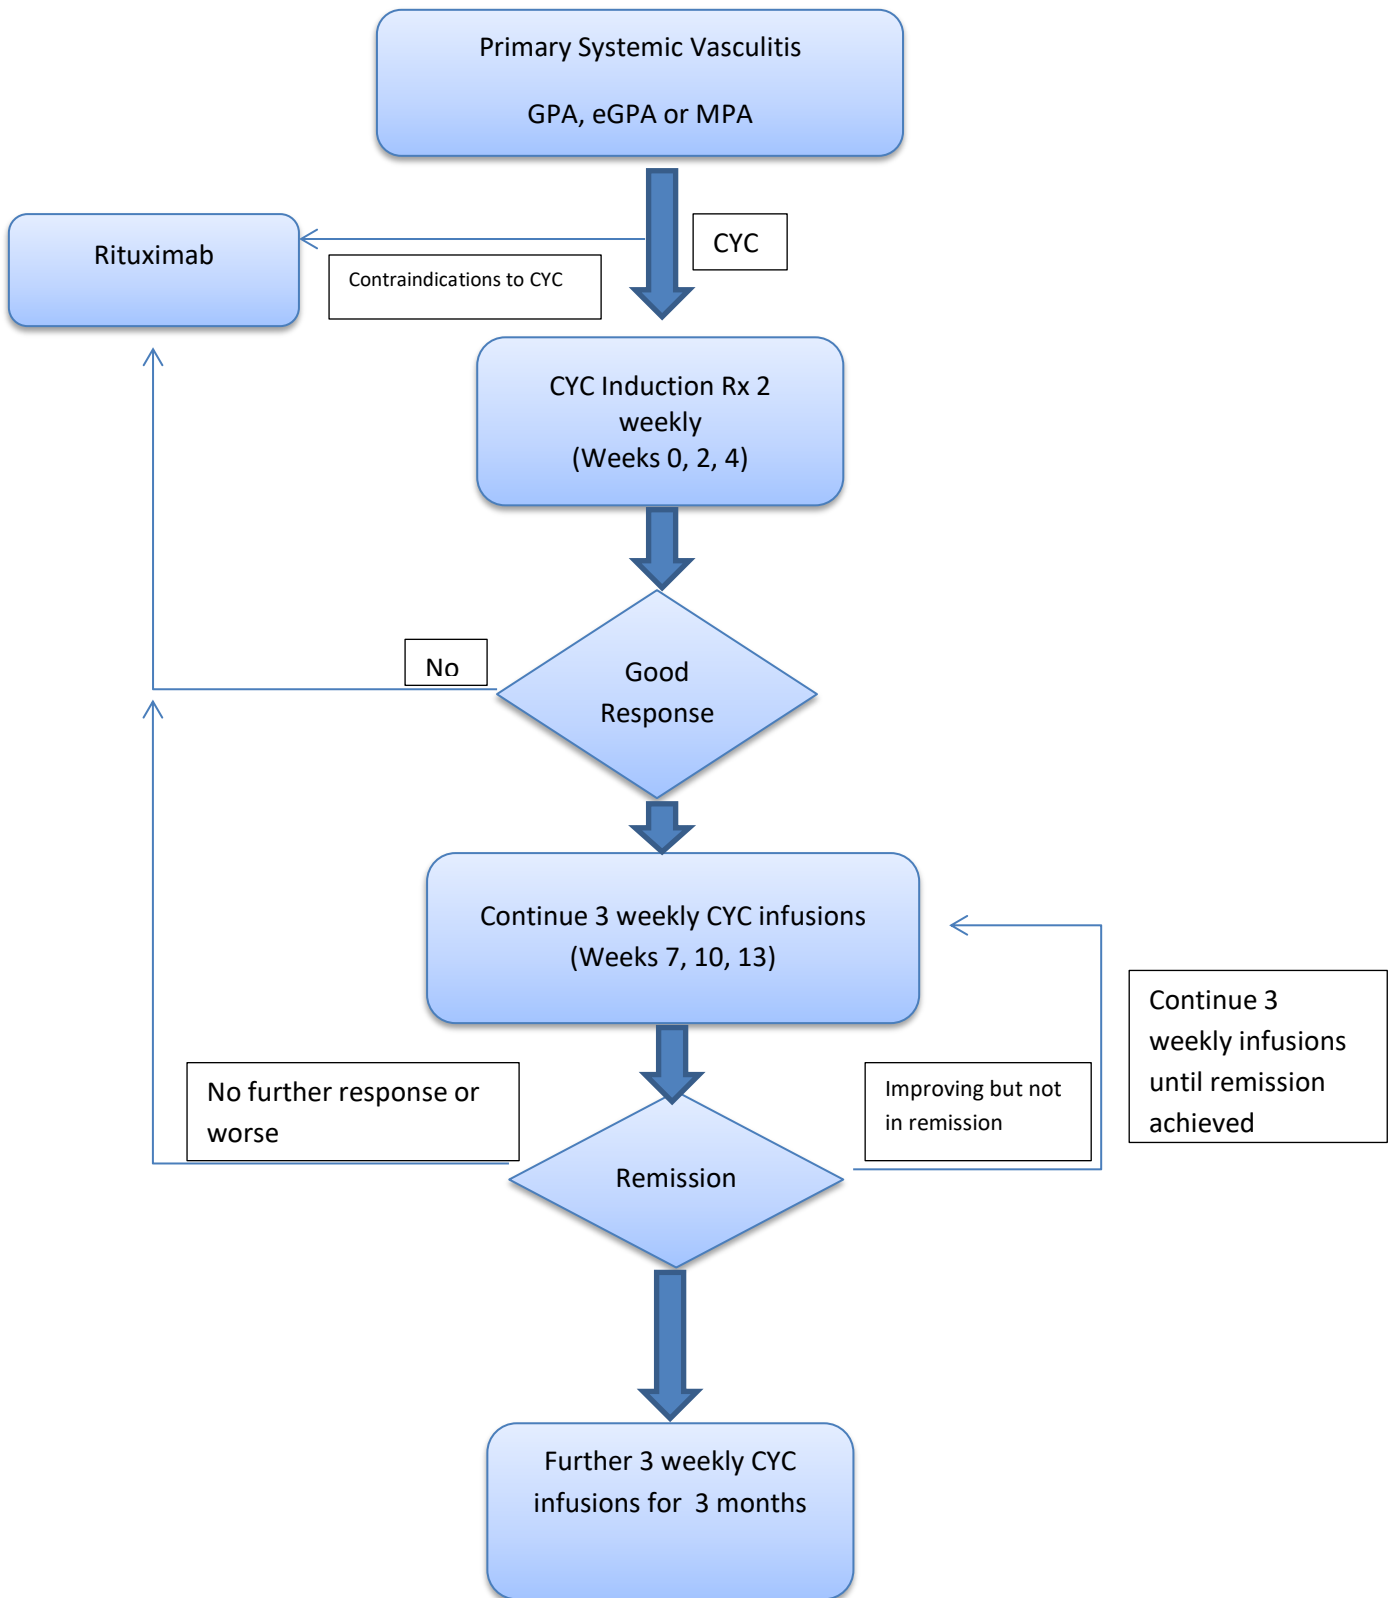 Primary Systemic Vasculitis
GPA, eGPA or MPA
CYC
Rituximab
Contraindications to CYC
CYC Induction Rx 2
weekly
(Weeks 0, 2, 4)
No
Good
Response
Continue 3 weekly CYC infusions
(Weeks 7, 10, 13)
Continue 3
weekly infusions
until remission
achieved
No further response or
worse
Improving but not
in remission
Remission
Further 3 weekly CYC
infusions for  3 months